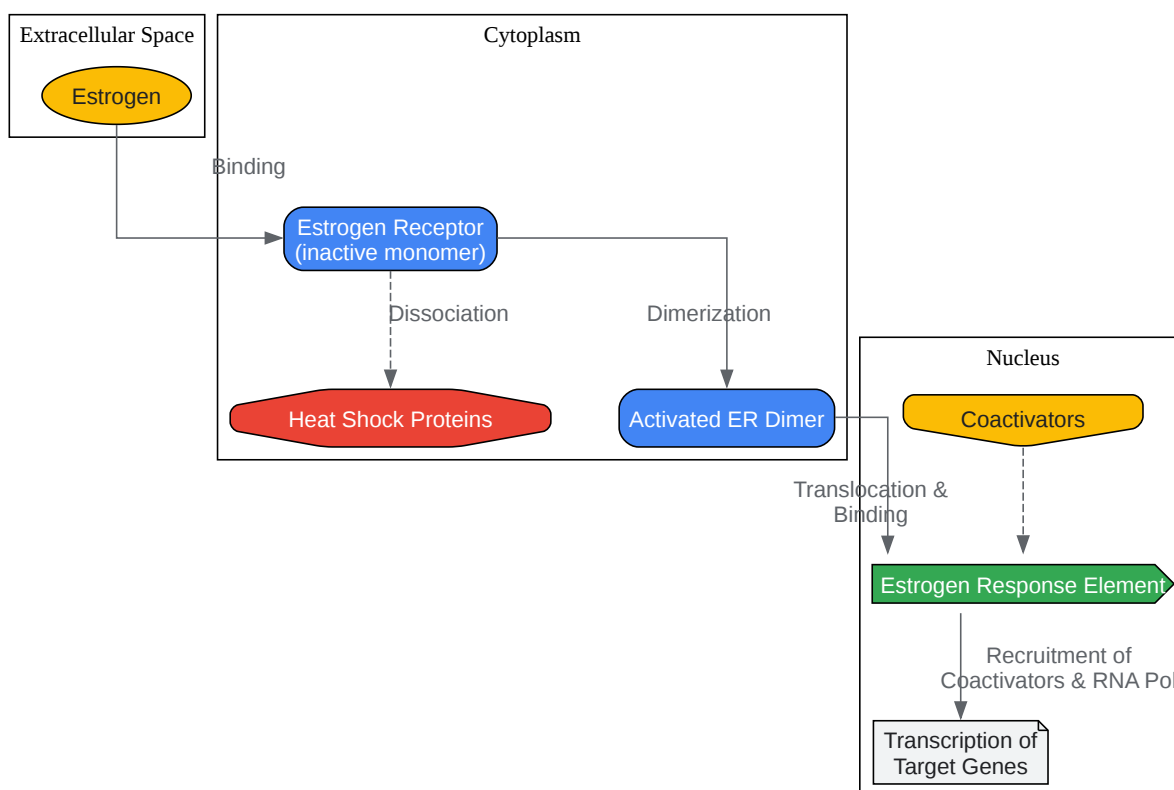 Extracellular Space
Cytoplasm
Estrogen
Binding
Estrogen Receptor
(inactive monomer)
Dissociation
Dimerization
Nucleus
Heat Shock Proteins
Activated ER Dimer
Coactivators
Translocation &
Binding
Estrogen Response Element
Recruitment of
Coactivators & RNA Pol
Transcription of
Target Genes